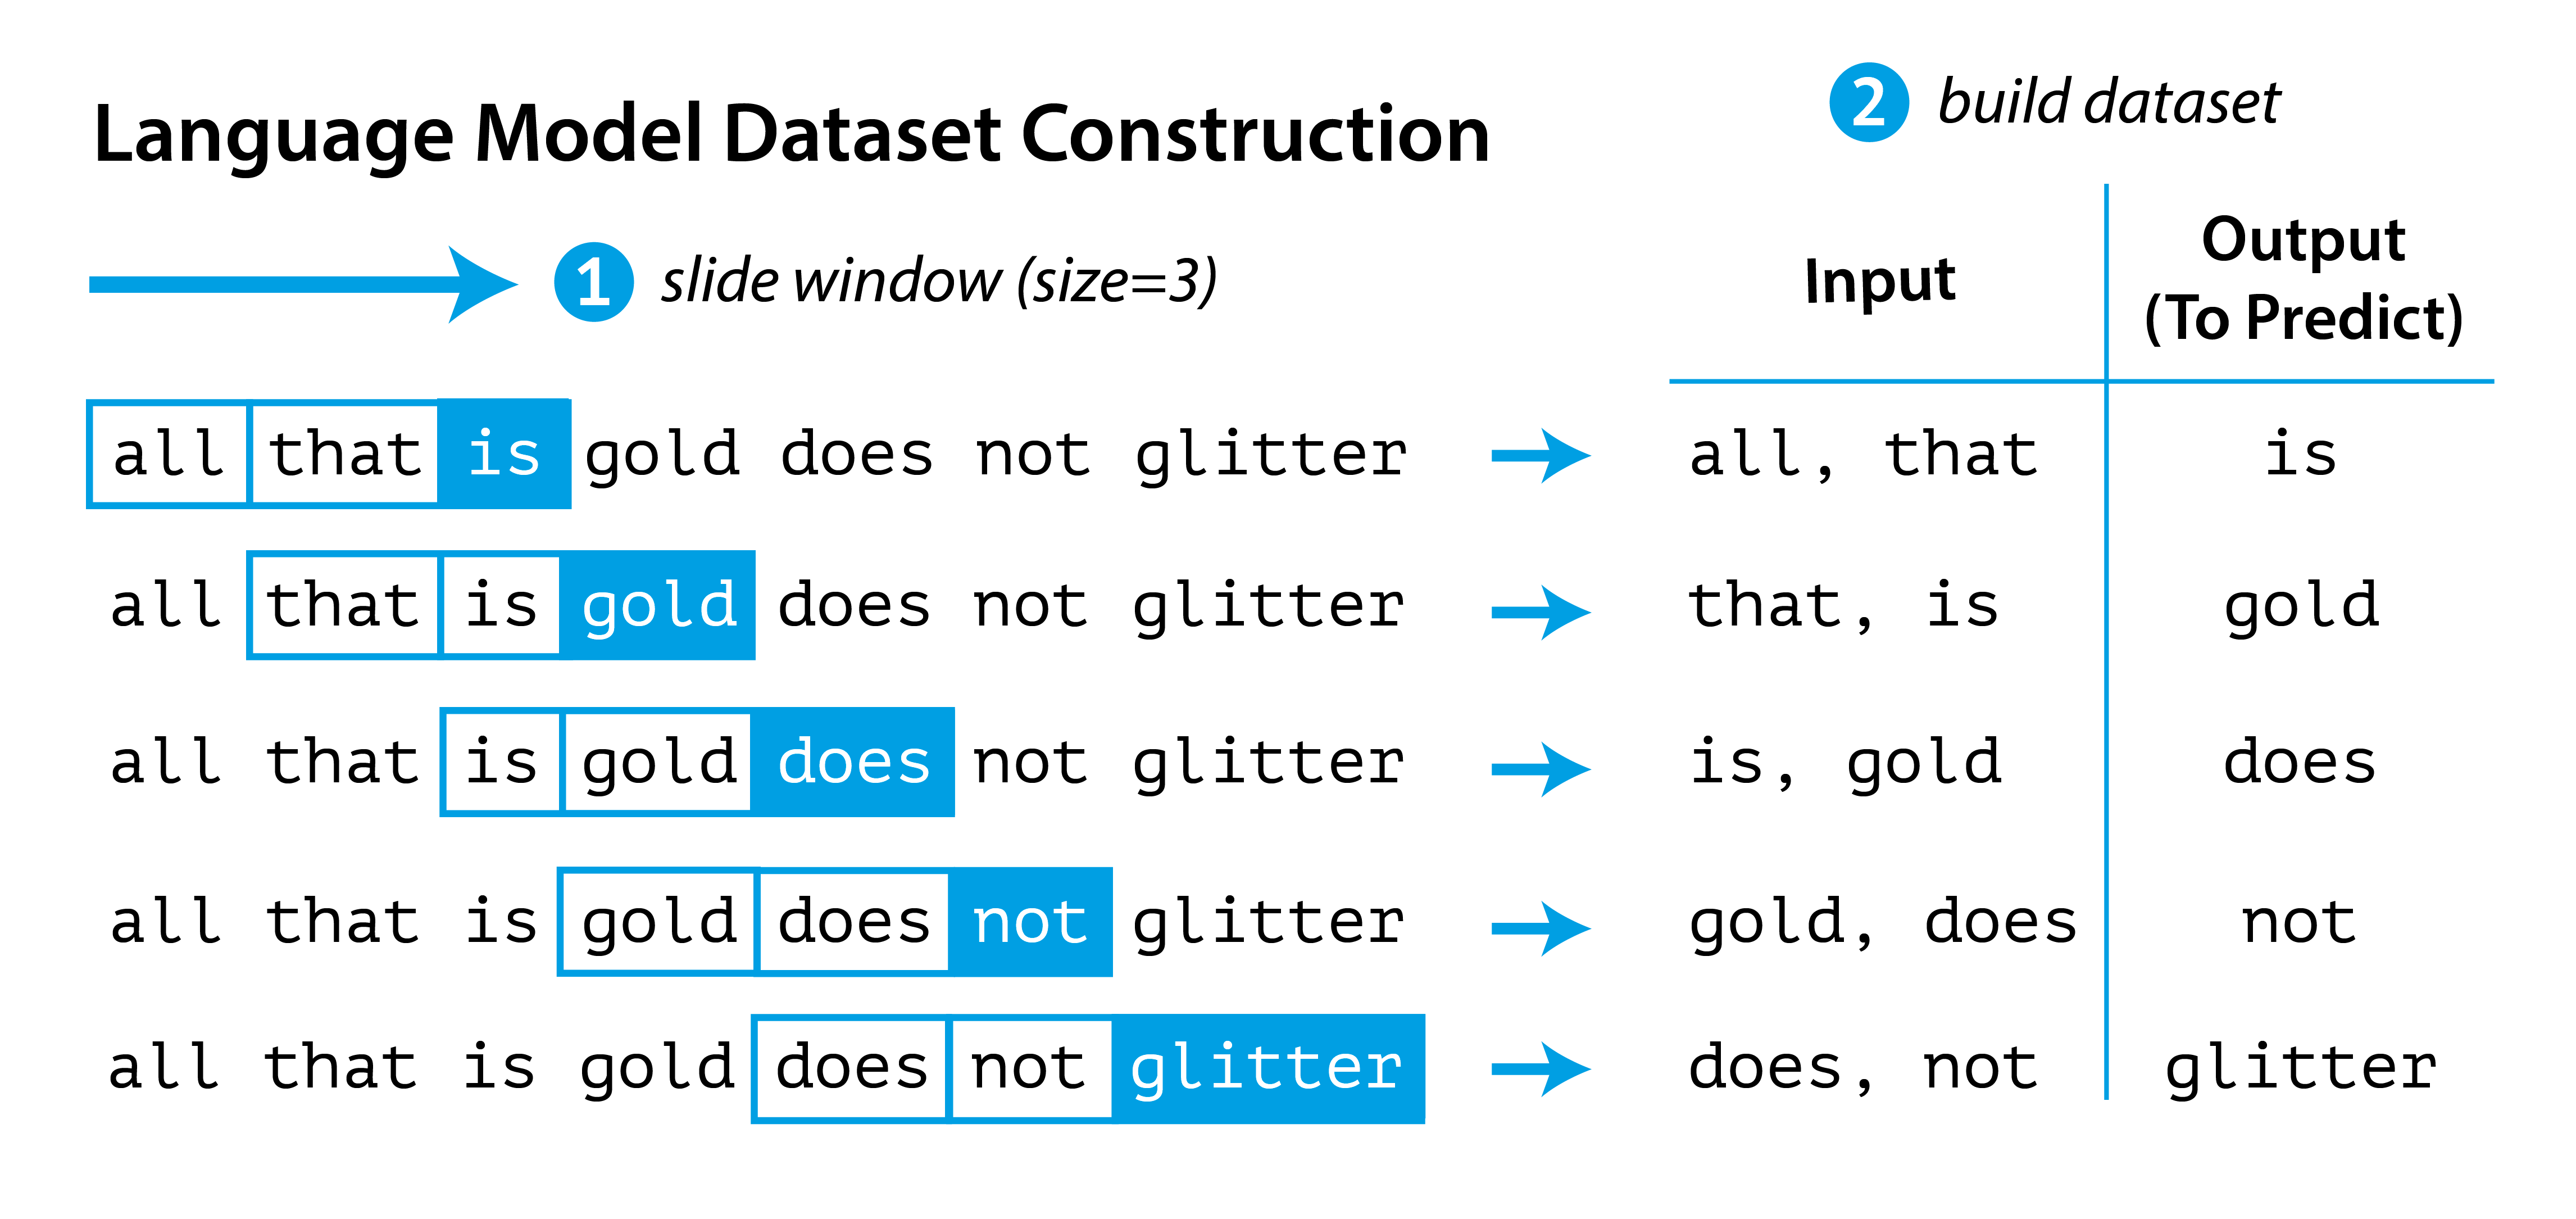 Language Model Dataset Construction
1 slide window (size=3)
2 build dataset
Input
Output
(To Predict)
all that is gold does not glitter
all, that
is
all that is gold does not glitter
that, is
gold
all that is gold does not glitter
is, gold
does
all that is gold does not glitter
gold, does
not
all that is gold does not glitter
does, not
glitter